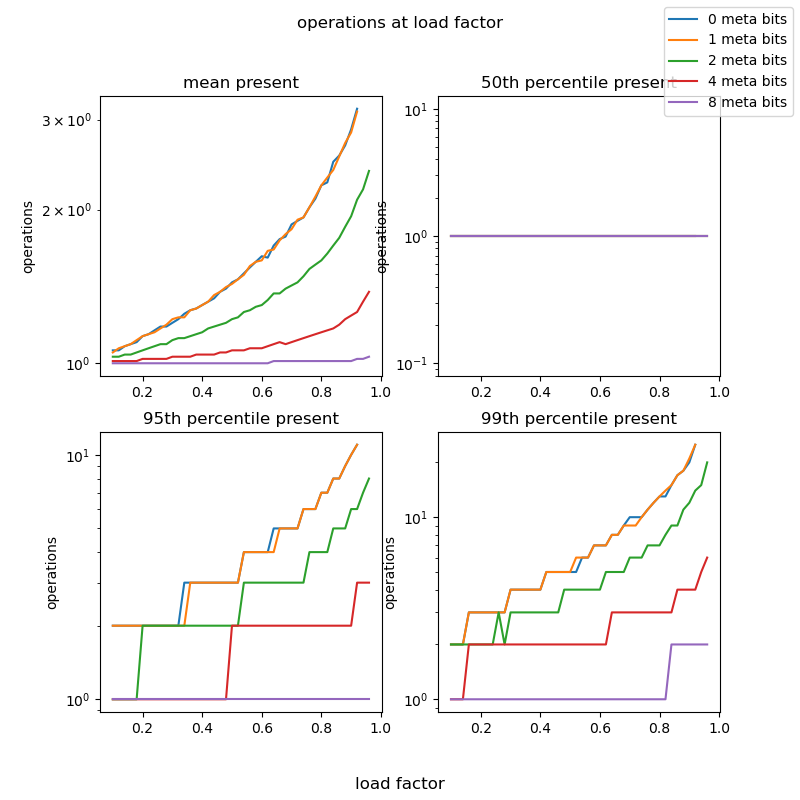 operations at load factor
0 meta bits
1 meta bits
2 meta bits
4 meta bits
8 meta bits
mean present
3 × 10⁰
2 × 10⁰
10⁰
operations
0.2 0.4 0.6 0.8 1.0
50th percentile present
10¹
10⁰
10⁻¹
operations
0.2 0.4 0.6 0.8 1.0
95th percentile present
10¹
10⁰
operations
0.2 0.4 0.6 0.8 1.0
99th percentile present
10¹
10⁰
operations
0.2 0.4 0.6 0.8 1.0
load factor